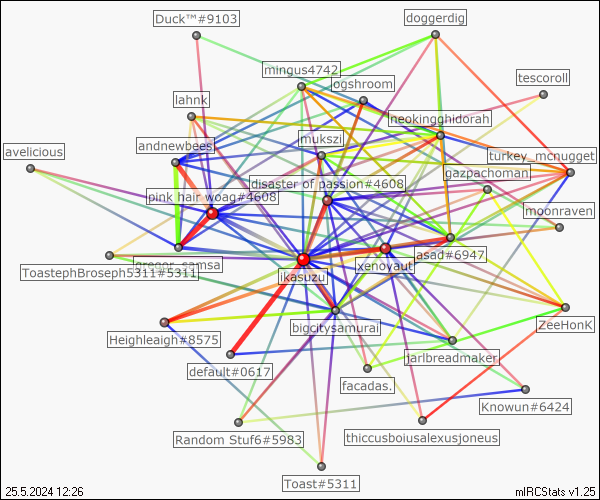 Duck™#9103
doggerdig
mingus4742
ogshroom
tescoroll
lahnk
heokingghidorah
andnewbees
mukszi
avelicious
turkey_mcnugget
gazpachoman
pink hair woag#4608
disaster of passion#4608
moonraven
asad#6947
ToastephBroseph5311#5311
ikasuzu
xenoyaut
bigcitysamurai
ZeeHonK
Heighleaigh#8575
jarlbreadmaker
default#0617
facadas.
Knowun#6424
Random Stuf6#5983
thiccusboiusalexusjoneus
Toast#5311
25.5.2024 12:26
mIRCStats v1.25